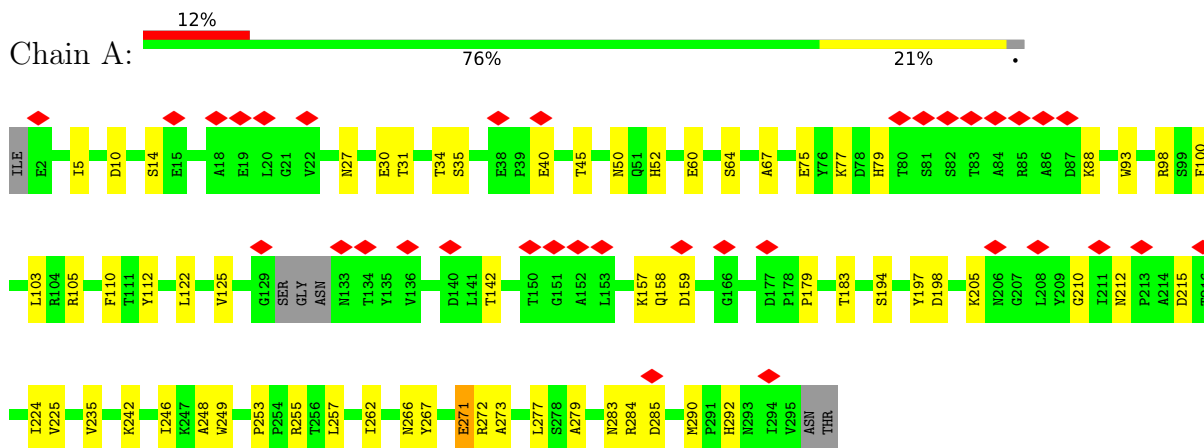 12%
Chain A:
76%
21%
•
ILE E2 I5 D10 S14 E15 A18 E19 L20 G21 V22 N27 E30 T31 T34 S35 E38 P39 E40 T45 N50 Q51 H52 E60 S64 A67 E75 Y76 K77 D78 H79 T80 S81 S82 T83 A84 R85 A86 D87 K88 W93 R98 S99 F100
L103 R104 R105 F110 T111 Y112 L122 V125 G129 SER GLY ASN N133 T134 Y135 V136 D140 L141 T142 T150 G151 A152 L153 K157 Q158 D159 G166 D177 P178 P179 T183 S194 Y197 D198 K205 N206 G207 L208 Y209 G210 I211 N212 P213 A214 D215
I224 V225 V235 K242 I246 K247 A248 W249 P253 P254 R255 T256 L257 I262 N266 Y267 E271 R272 A273 L277 S278 A279 N283 R284 D285 M290 P291 H292 N293 I294 V295 ASN THR